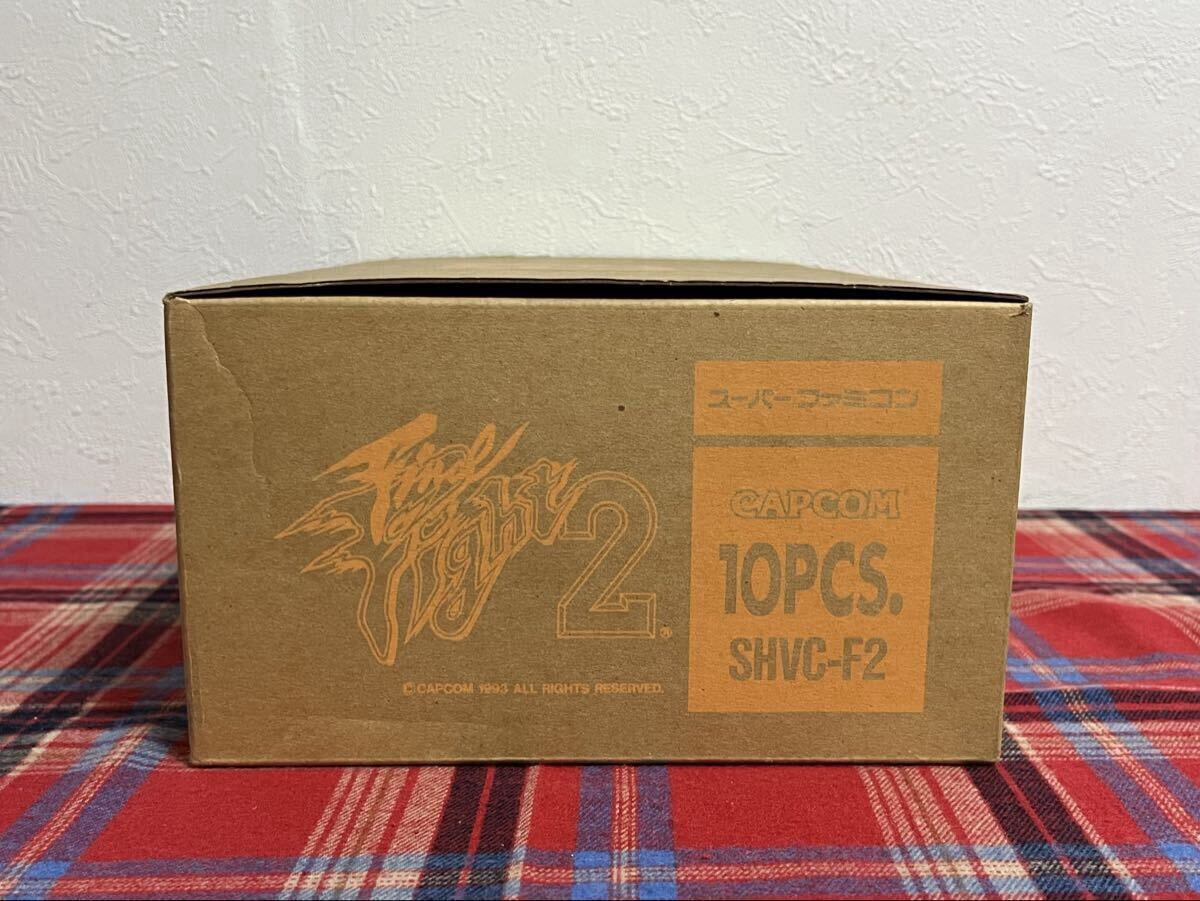 Final
Fight 2®
© CAPCOM 1993 ALL RIGHTS RESERVED.
スーパーファミコン
CAPCOM
10PCS.
SHVC-F2